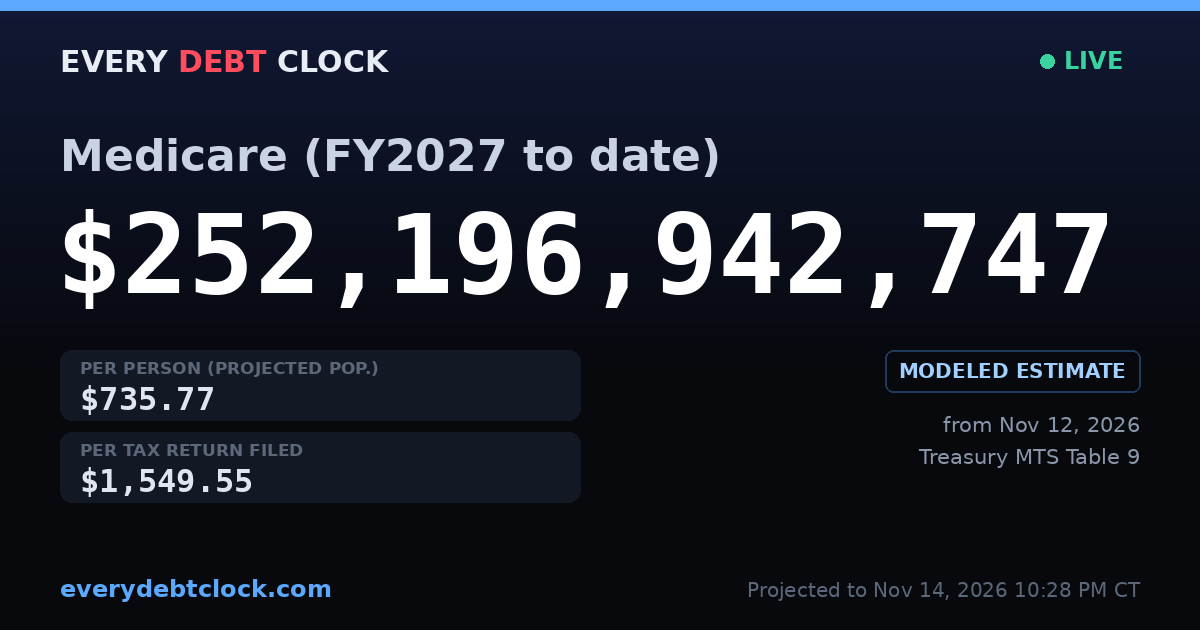 EVERY DEBT CLOCK
LIVE
Medicare (FY2027 to date)
$252,196,942,747
PER PERSON (PROJECTED POP.)
$735.77
PER TAX RETURN FILED
$1,549.55
MODELED ESTIMATE
from Nov 12, 2026
Treasury MTS Table 9
everydebtclock.com
Projected to Nov 14, 2026 10:28 PM CT